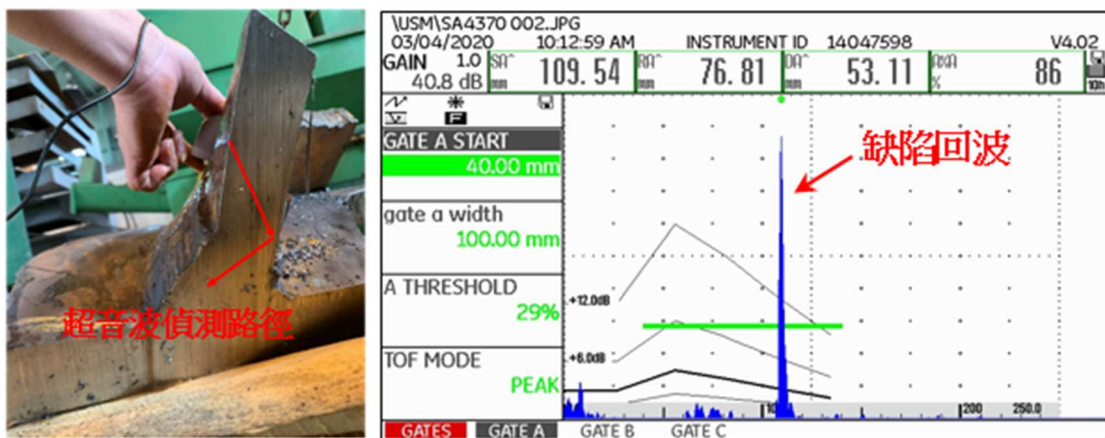 \USM\SA4370 002.JPG
03/04/2020 10:12:59 AM INSTRUMENT ID 14047598 V4.02
GAIN 1.0
40.8 dB
SA^ mm 109.54
RA^ mm 76.81
DA^ mm 53.11
A%A % 86
10h
GATE A START
40.00 mm
gate a width
100.00 mm
A THRESHOLD
29%
TOF MODE
PEAK
缺陷回波
+12.0dB
+6.0dB
200 250.0
GATES GATE A GATE B GATE C
超音波偵測路徑